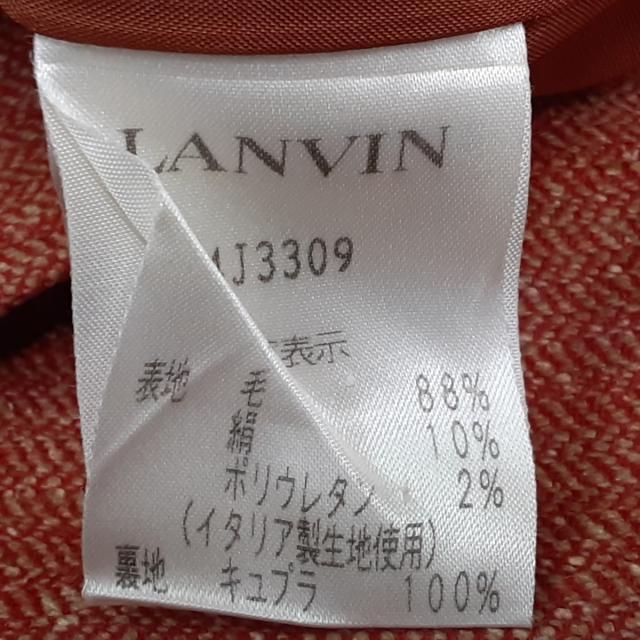 LANVIN
J3309
表示
表地 毛 88%
絹 10%
ポリウレタン 2%
(イタリア製生地使用)
裏地 キュプラ 100%